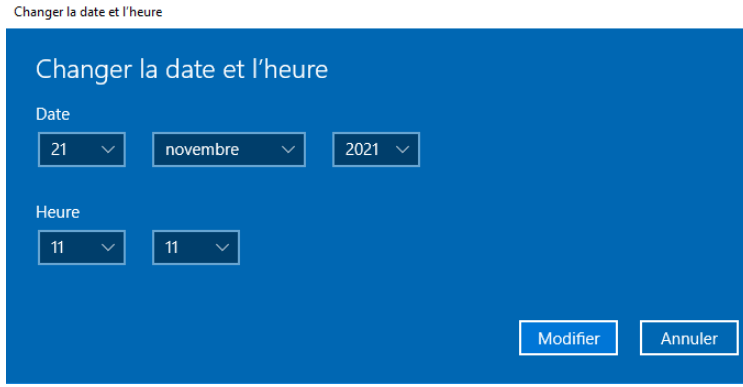 Changer la date et l'heure
Changer la date et l'heure
Date
21 novembre 2021
Heure
11 11
Modifier Annuler